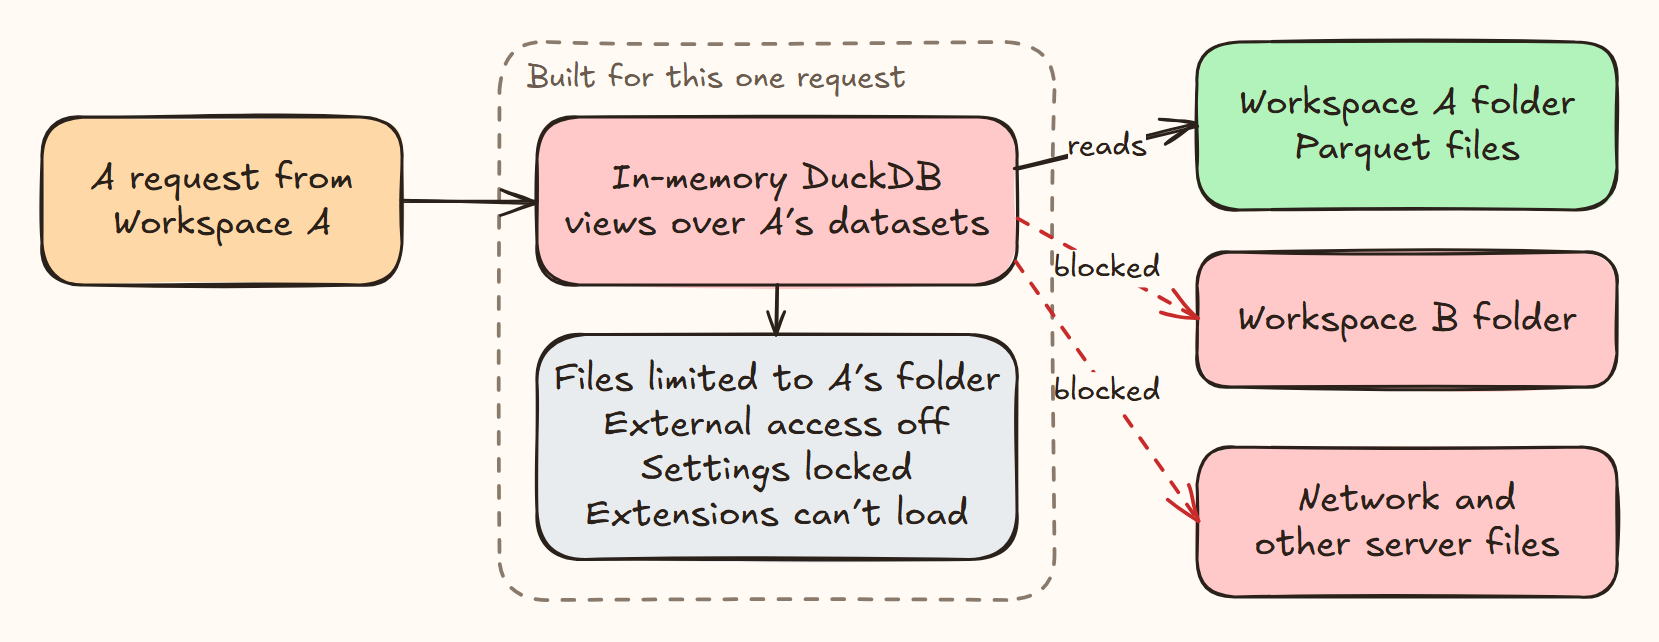 Built for this one request
A request from
Workspace A
In-memory DuckDB
views over A's datasets
Files limited to A's folder
External access off
Settings locked
Extensions can't load
reads
blocked
blocked
Workspace A folder
Parquet files
Workspace B folder
Network and
other server files